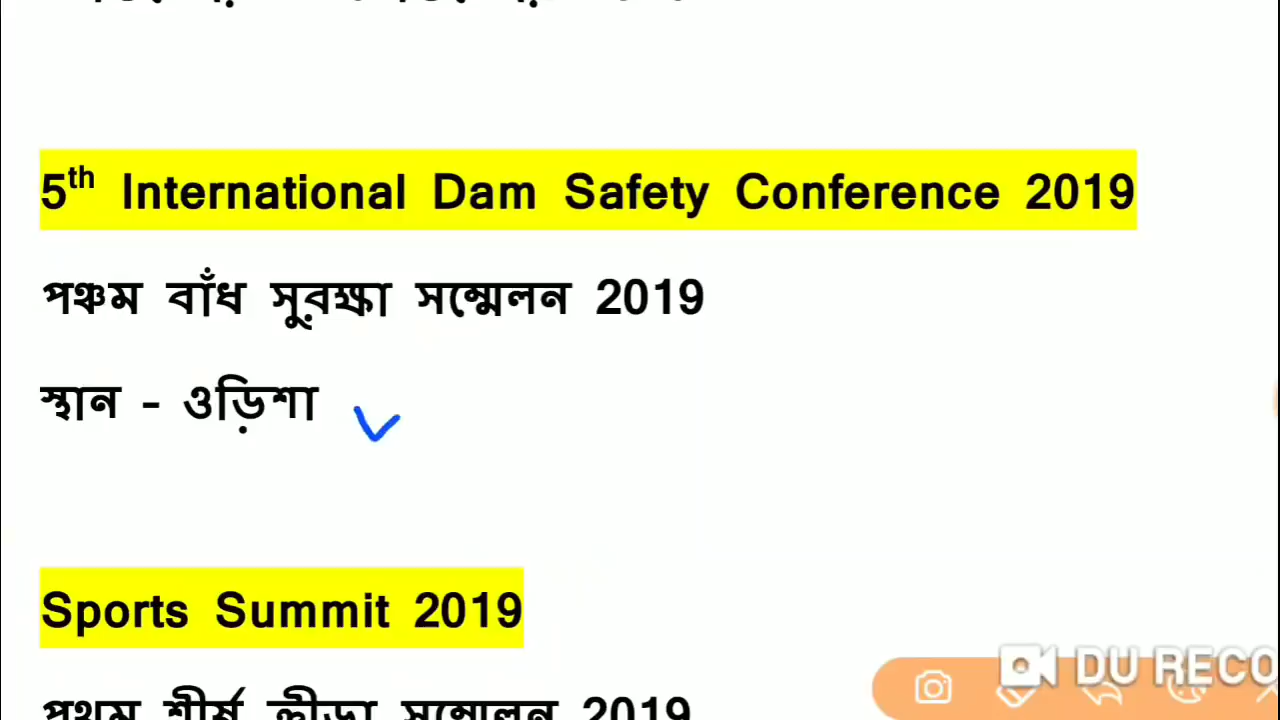 5th International Dam Safety Conference 2019
পঞ্চম বাঁধ সুরক্ষা সম্মেলন 2019
স্থান - ওড়িশা
Sports Summit 2019
প্রথম শীর্ষ ক্রীড়া সম্মেলন 2019
DU RECO